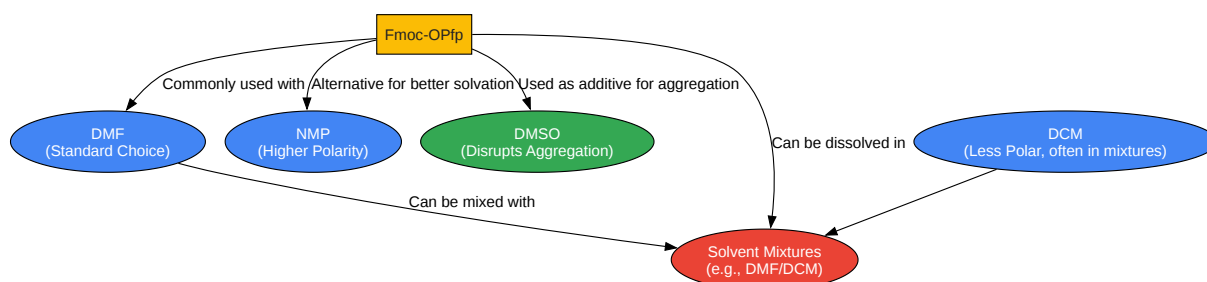 Fmoc-OPfp
Commonly used with
Alternative for better solvation
Used as additive for aggregation
DMF
(Standard Choice)
NMP
(Higher Polarity)
DMSO
(Disrupts Aggregation)
Can be dissolved in
DCM
(Less Polar, often in mixtures)
Can be mixed with
Solvent Mixtures
(e.g., DMF/DCM)